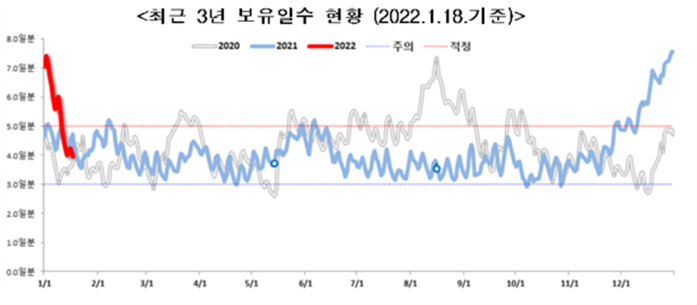 <최근 3년 보유일수 현황 (2022.1.18.기준)>
2020 2021 2022 주의 적정
8.0일분
7.0일분
6.0일분
5.0일분
4.0일분
3.0일분
2.0일분
1.0일분
0.0일분
1/1 2/1 3/1 4/1 5/1 6/1 7/1 8/1 9/1 10/1 11/1 12/1